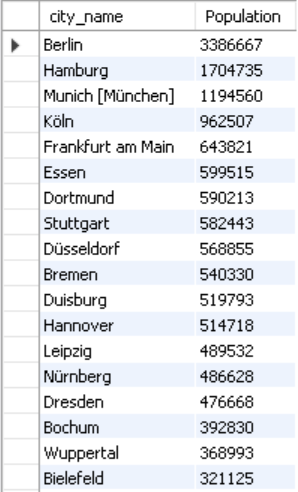 city_name Population
Berlin 3386667
Hamburg 1704735
Munich [München] 1194560
Köln 962507
Frankfurt am Main 643821
Essen 599515
Dortmund 590213
Stuttgart 582443
Düsseldorf 568855
Bremen 540330
Duisburg 519793
Hannover 514718
Leipzig 489532
Nürnberg 486628
Dresden 476668
Bochum 392830
Wuppertal 368993
Bielefeld 321125